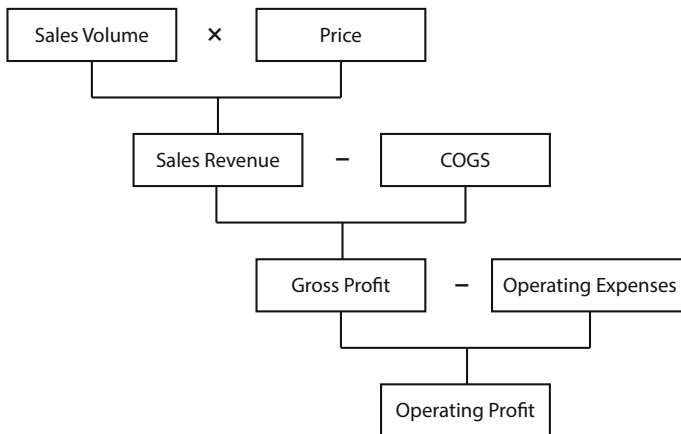 Sales Volume × Price
Sales Revenue – COGS
Gross Profit – Operating Expenses
Operating Profit